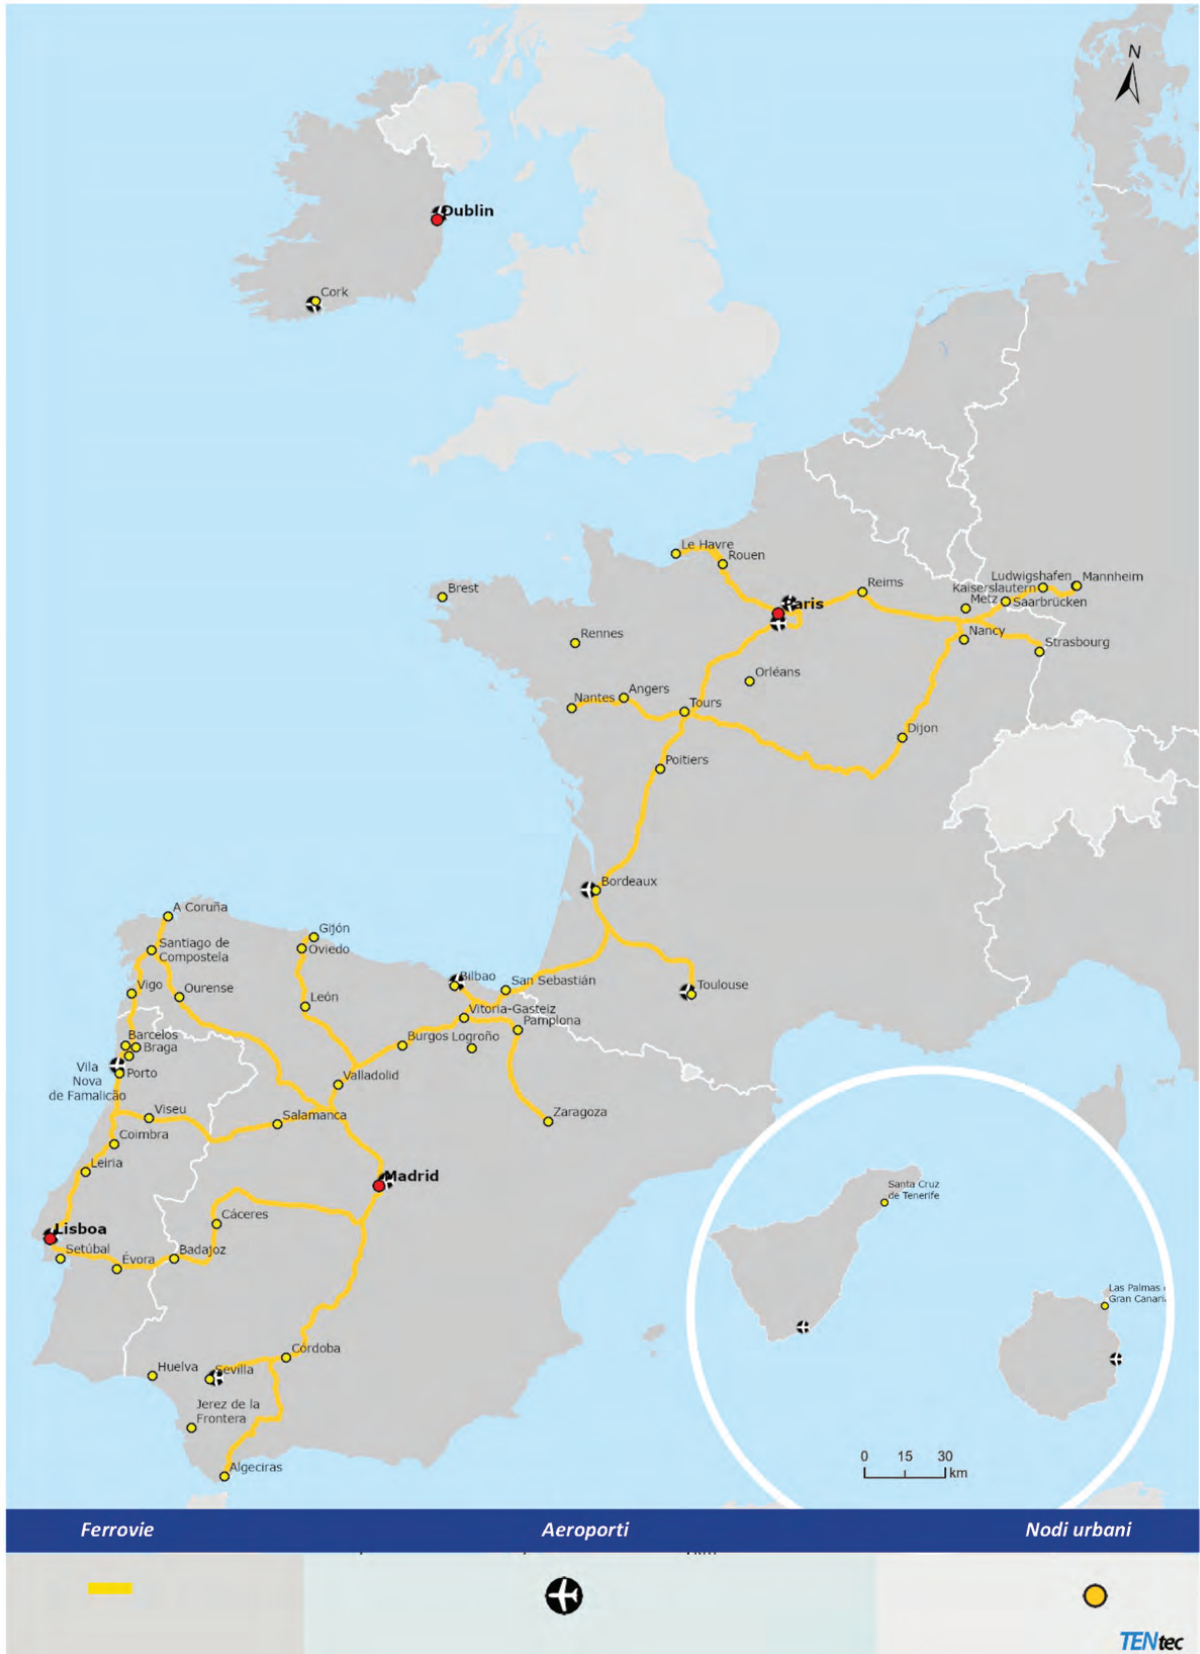 N
Dublin
Cork
Le Havre
Rouen
Brest
Reims
Ludwigshafen
Mannheim
Kaiserslautern
Metz
Saarbrücken
Rennes
Nancy
Strasbourg
Orléans
Nantes
Angers
Tours
Dijon
Poitiers
Bordeaux
A Coruña
Gijón
Santiago de
Compostela
Oviedo
Bilbao
San Sebastián
Toulouse
Vigo
Ourense
León
Vitoria-Gasteiz
Pamplona
Barcelos
Braga
Burgos
Logroño
Vila
Nova
de Famalicão
Porto
Valladolid
Viseu
Salamanca
Zaragoza
Coimbra
Leiria
Madrid
Santa Cruz
de Tenerife
Cáceres
Lisboa
Setúbal
Évora
Badajoz
Las Palmas
Gran
Córdoba
Huelva
Sevilla
Jerez de la
Frontera
Algeciras
0 15 30
km
Ferrovie
Aeroporti
Nodi urbani
TENtec